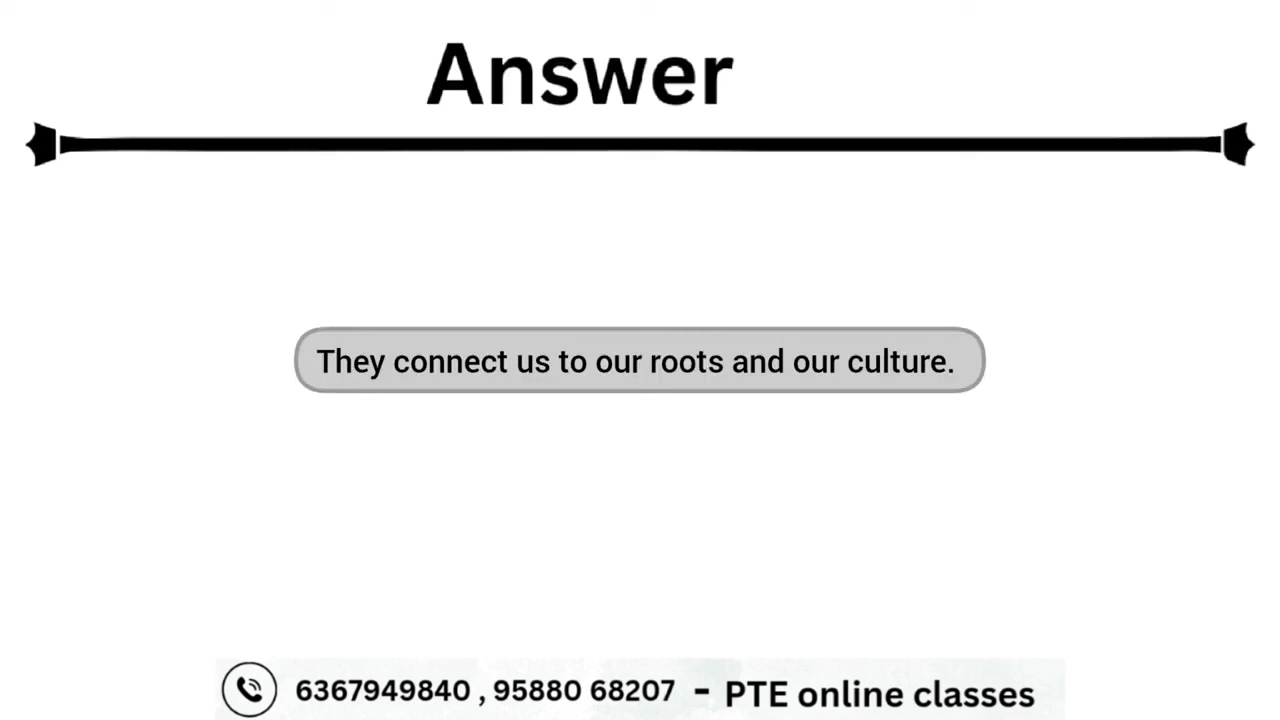 Answer
They connect us to our roots and our culture.
6367949840 , 95880 68207 - PTE online classes